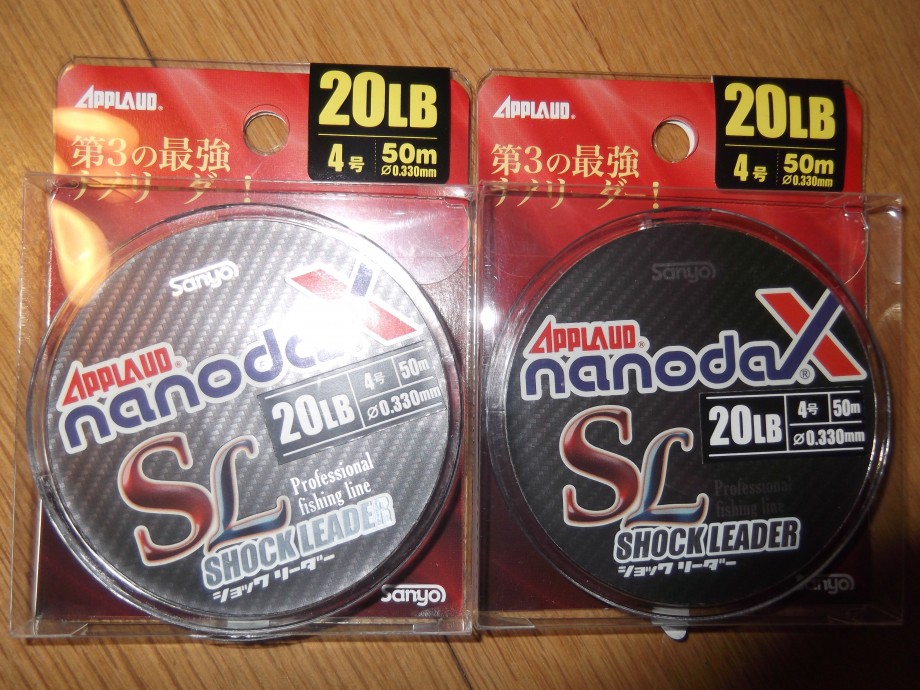 APPLAUD®
20LB
4号
50m
⌀0.330mm
第3の最強
ナノリーダー!
Sanyo
APPLAUD®
nanodaX
20LB
4号
50m
⌀0.330mm
SL
Professional
fishing line
SHOCK LEADER
ショック リーダー
Sanyo
APPLAUD®
20LB
4号
50m
⌀0.330mm
第3の最強
ナノリーダー!
Sanyo
APPLAUD®
nanodaX®
20LB
4号
50m
⌀0.330mm
SL
Professional
fishing line
SHOCK LEADER
ショック リーダー
Sanyo